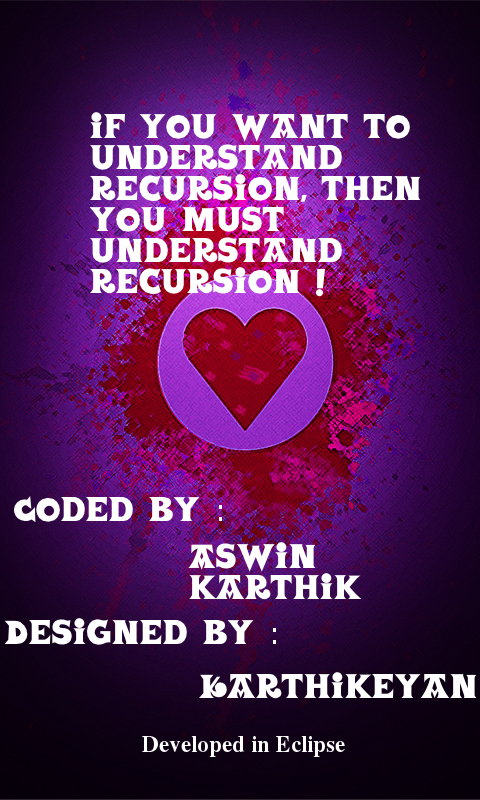 iF YOU WANT TO
UNDERSTAND
RECURSiON, THEN
YOU MUST
UNDERSTAND
RECURSiON !
CODED BY :
ASWiN
KARTHiK
DESiGNED BY :
KARTHiKEYAN
Developed in Eclipse